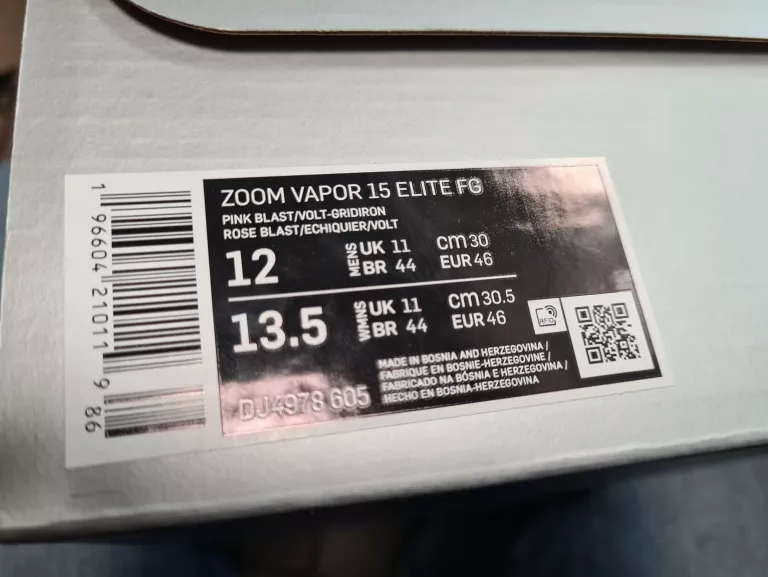 ZOOM VAPOR 15 ELITE FG
PINK BLAST/VOLT-GRIDIRON
ROSE BLAST/ECHIQUIER/VOLT
12 MENS UK 11 CM 30
BR 44 EUR 46
13.5 WMNS UK 11 CM 30.5
BR 44 EUR 46
RFID
MADE IN BOSNIA AND HERZEGOVINA /
FABRIQUE EN BOSNIE-HERZEGOVINE /
FABRICADO NA BÓSNIA E HERZEGOVINA /
HECHO EN BOSNIA-HERZEGOVINA
DJ4978 605
1 96604 21011 9 86